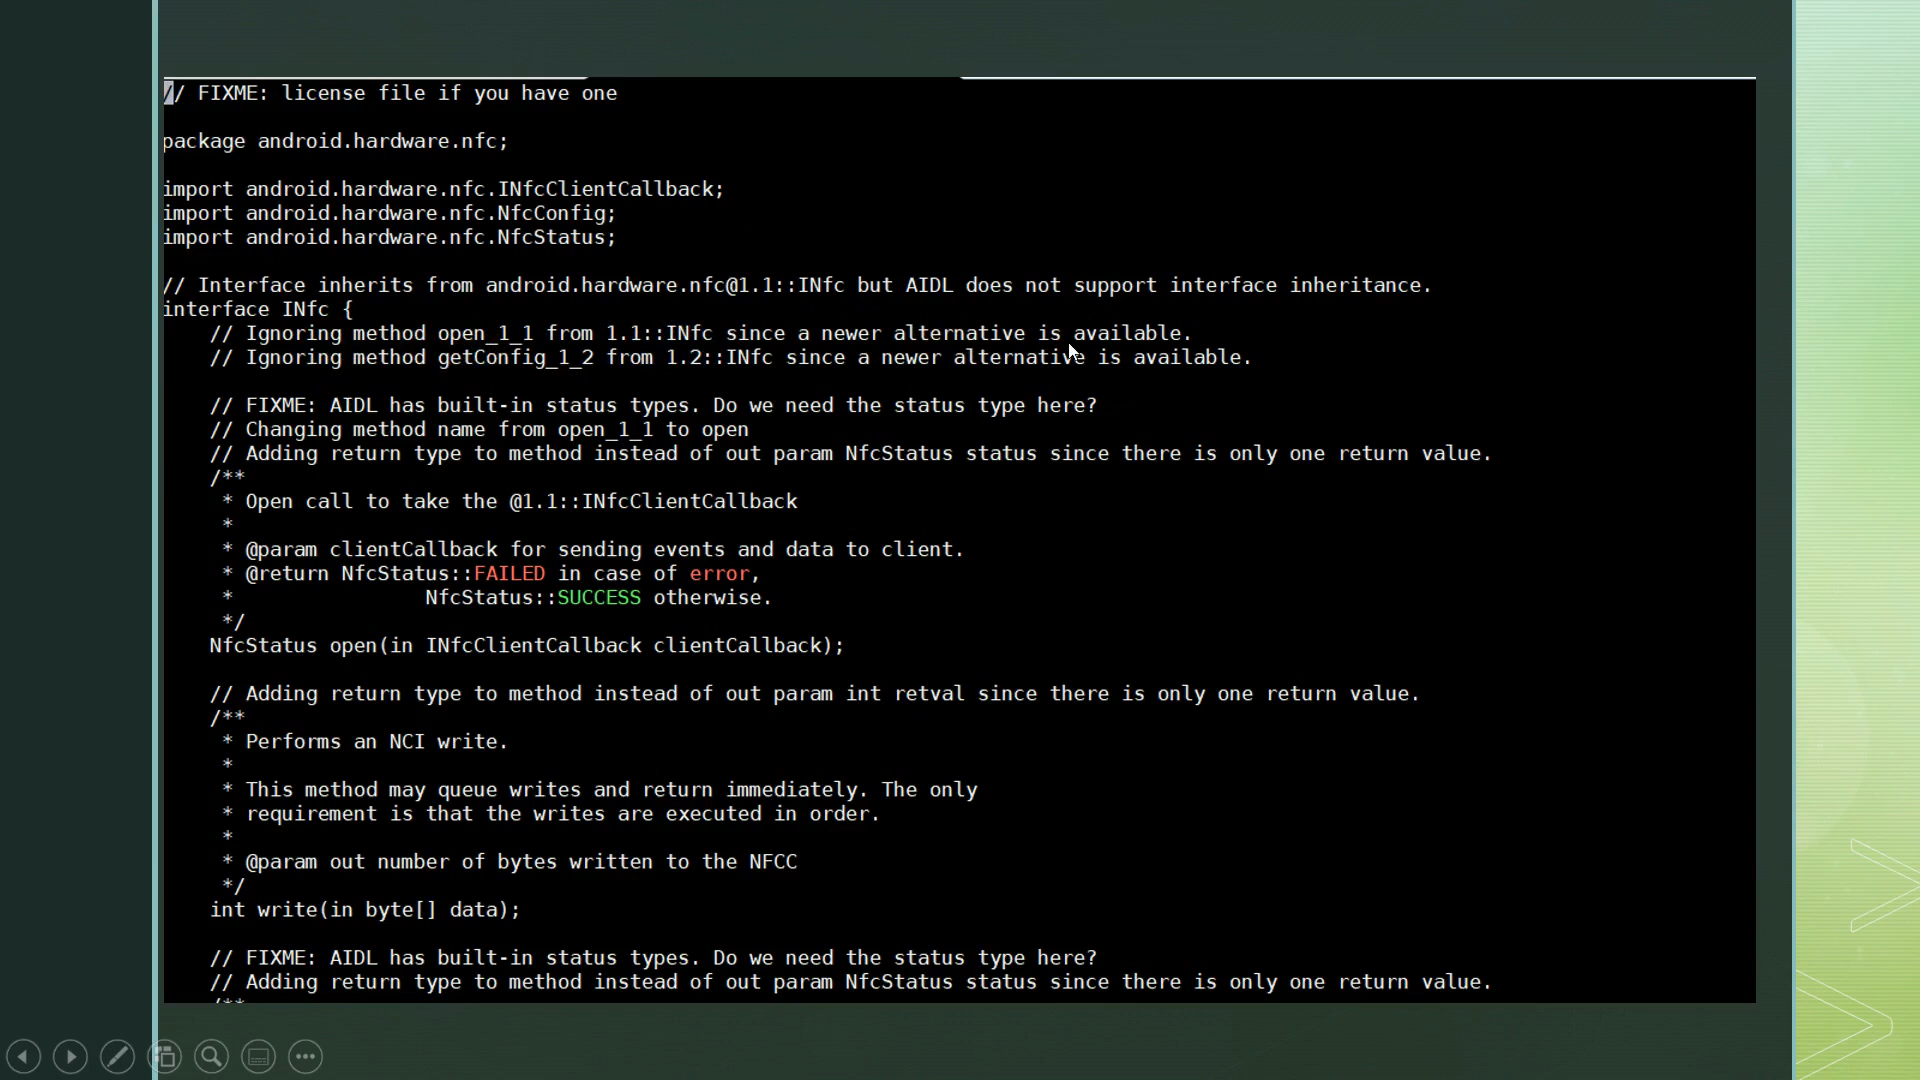 // FIXME: license file if you have one
package android.hardware.nfc;
import android.hardware.nfc.INfcClientCallback;
import android.hardware.nfc.NfcConfig;
import android.hardware.nfc.NfcStatus;
// Interface inherits from android.hardware.nfc@1.1::INfc but AIDL does not support interface inheritance.
interface INfc {
    // Ignoring method open_1_1 from 1.1::INfc since a newer alternative is available.
    // Ignoring method getConfig_1_2 from 1.2::INfc since a newer alternative is available.
    // FIXME: AIDL has built-in status types. Do we need the status type here?
    // Changing method name from open_1_1 to open
    // Adding return type to method instead of out param NfcStatus status since there is only one return value.
    /**
     * Open call to take the @1.1::INfcClientCallback
     *
     * @param clientCallback for sending events and data to client.
     * @return NfcStatus::FAILED in case of error,
     *                NfcStatus::SUCCESS otherwise.
     */
    NfcStatus open(in INfcClientCallback clientCallback);
    // Adding return type to method instead of out param int retval since there is only one return value.
    /**
     * Performs an NCI write.
     *
     * This method may queue writes and return immediately. The only
     * requirement is that the writes are executed in order.
     *
     * @param out number of bytes written to the NFCC
     */
    int write(in byte[] data);
    // FIXME: AIDL has built-in status types. Do we need the status type here?
    // Adding return type to method instead of out param NfcStatus status since there is only one return value.
    /**